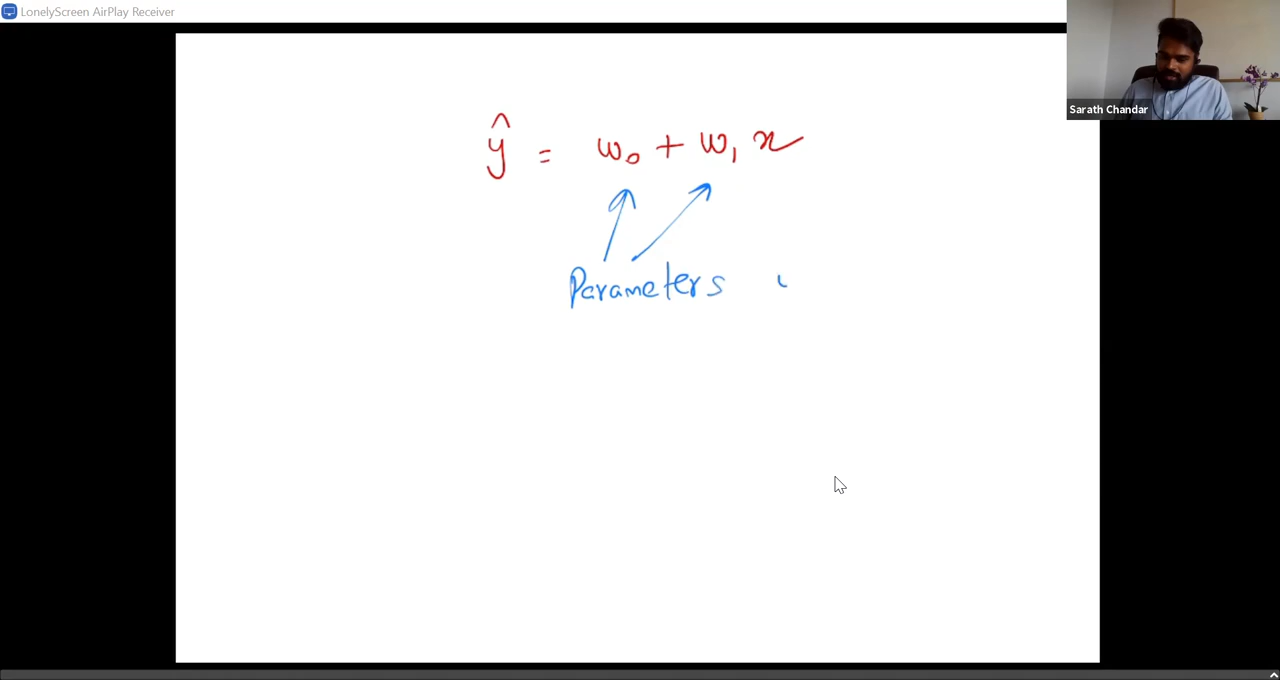 LonelyScreen AirPlay Receiver
Sarath Chandar
ŷ = w₀ + w₁ x
Parameters